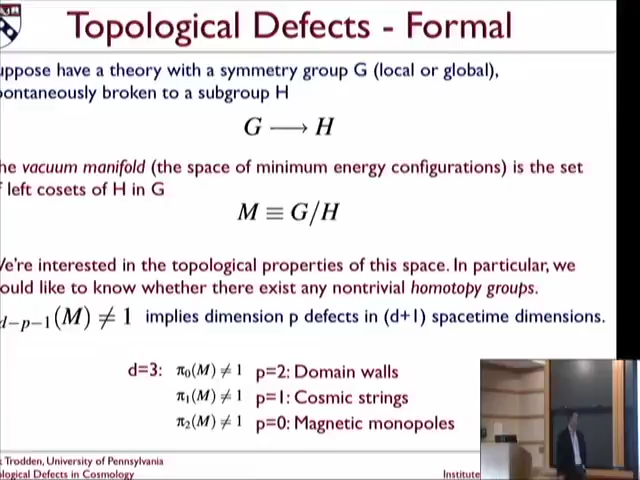 Topological Defects - Formal
uppose have a theory with a symmetry group G (local or global),
pontaneously broken to a subgroup H
G ⟶ H
he vacuum manifold (the space of minimum energy configurations) is the set
f left cosets of H in G
M ≡ G/H
We're interested in the topological properties of this space. In particular, we
ould like to know whether there exist any nontrivial homotopy groups.
d−p−1(M) ≠ 1 implies dimension p defects in (d+1) spacetime dimensions.
d=3: π₀(M) ≠ 1 p=2: Domain walls
π₁(M) ≠ 1 p=1: Cosmic strings
π₂(M) ≠ 1 p=0: Magnetic monopoles
k Trodden, University of Pennsylvania
logical Defects in Cosmology Institute